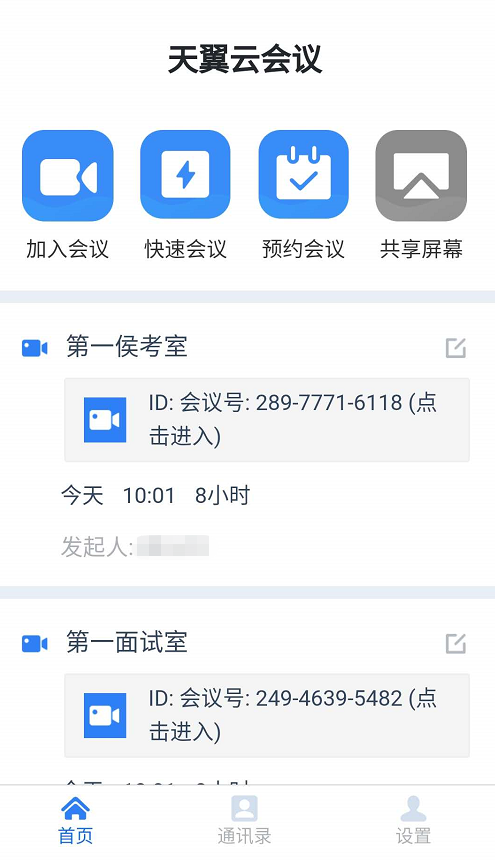 天翼云会议
加入会议
快速会议
预约会议
共享屏幕
第一侯考室
ID: 会议号: 289-7771-6118 (点
击进入)
今天 10:01 8小时
发起人:
第一面试室
ID: 会议号: 249-4639-5482 (点
击进入)
首页
通讯录
设置